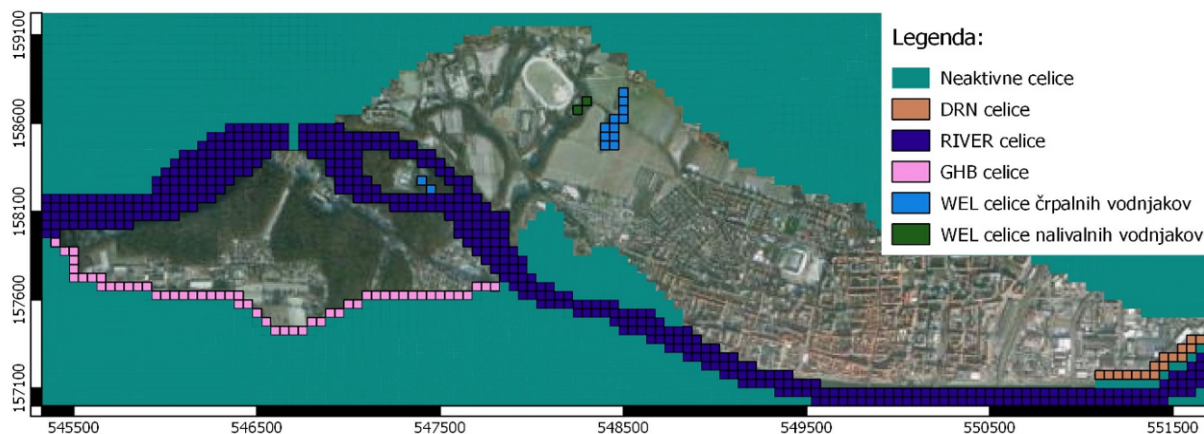 159100
158600
158100
157600
157100
545500
546500
547500
548500
549500
550500
551500
Legenda:
Neaktivne celice
DRN celice
RIVER celice
GHB celice
WEL celice črpalnih vodnjakov
WEL celice nalivalnih vodnjakov